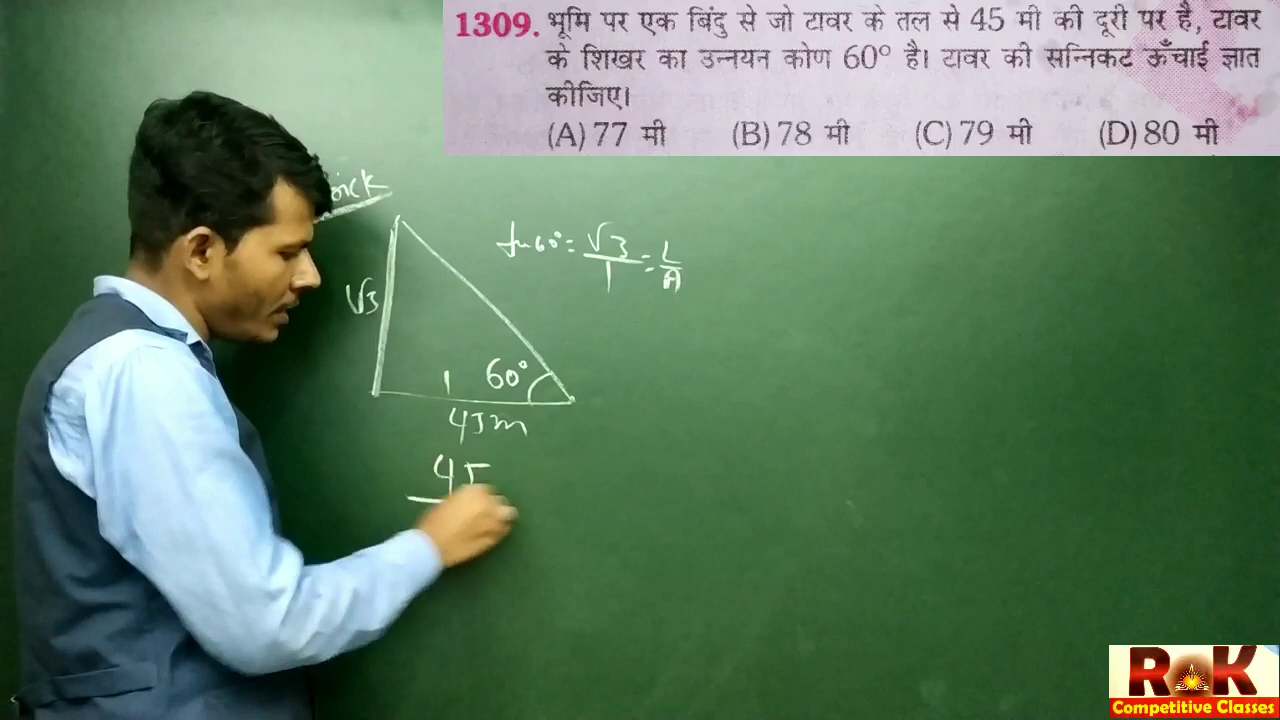 1309. भूमि पर एक बिंदु से जो टावर के तल से 45 मी की दूरी पर है, टावर
के शिखर का उन्नयन कोण 60° है। टावर की सन्निकट ऊँचाई ज्ञात
कीजिए।
(A) 77 मी (B) 78 मी (C) 79 मी (D) 80 मी
tan60° = √3/1 = L/A
√3
1 60°
45m
45
R K
Competitive Classes